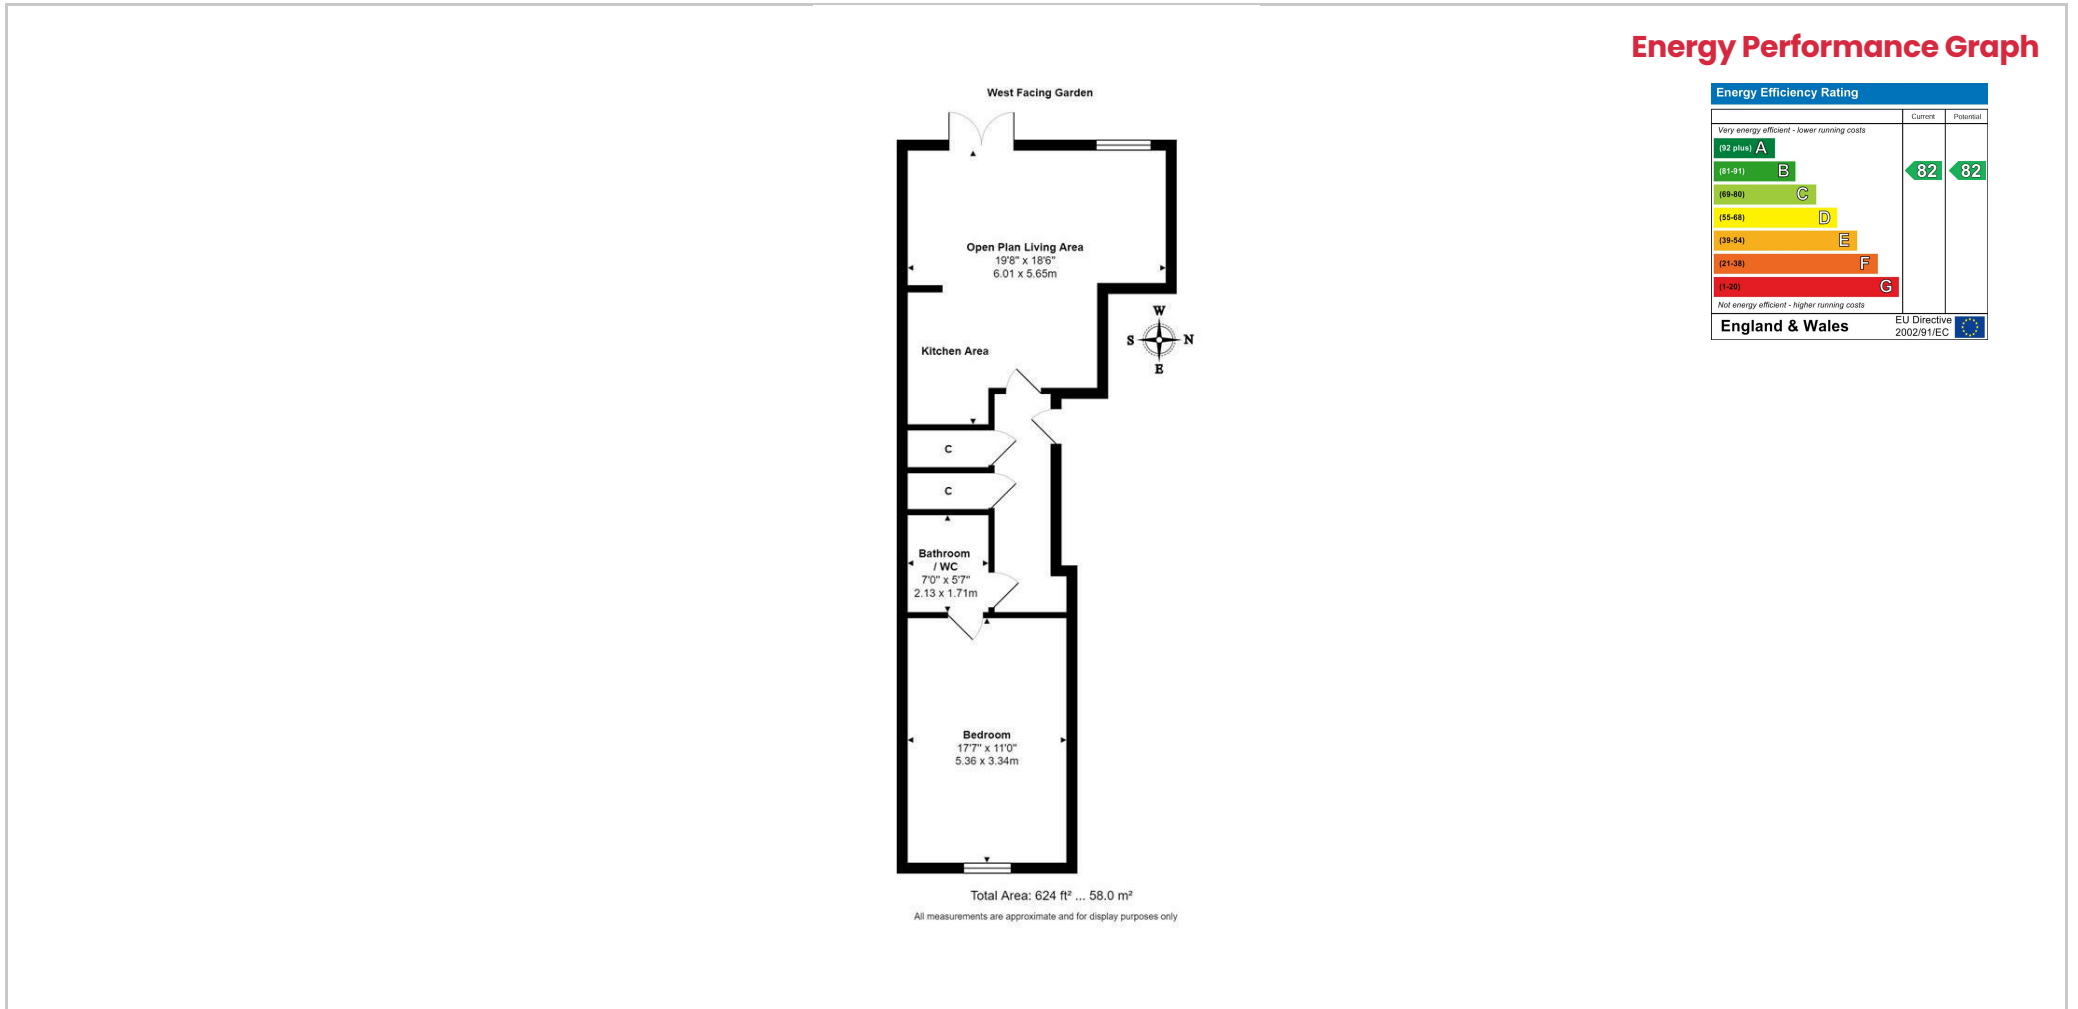 Energy Performance Graph
Energy Efficiency Rating
Current Potential
Very energy efficient - lower running costs
(92 plus) A
(81-91) B 82 82
(69-80) C
(55-68) D
(39-54) E
(21-38) F
(1-20) G
Not energy efficient - higher running costs
England & Wales
EU Directive
2002/91/EC
West Facing Garden
Open Plan Living Area
19'8" x 18'6"
6.01 x 5.65m
W
S N
E
Kitchen Area
C
C
Bathroom
/ WC
7'0" x 5'7"
2.13 x 1.71m
Bedroom
17'7" x 11'0"
5.36 x 3.34m
Total Area: 624 ft² ... 58.0 m²
All measurements are approximate and for display purposes only